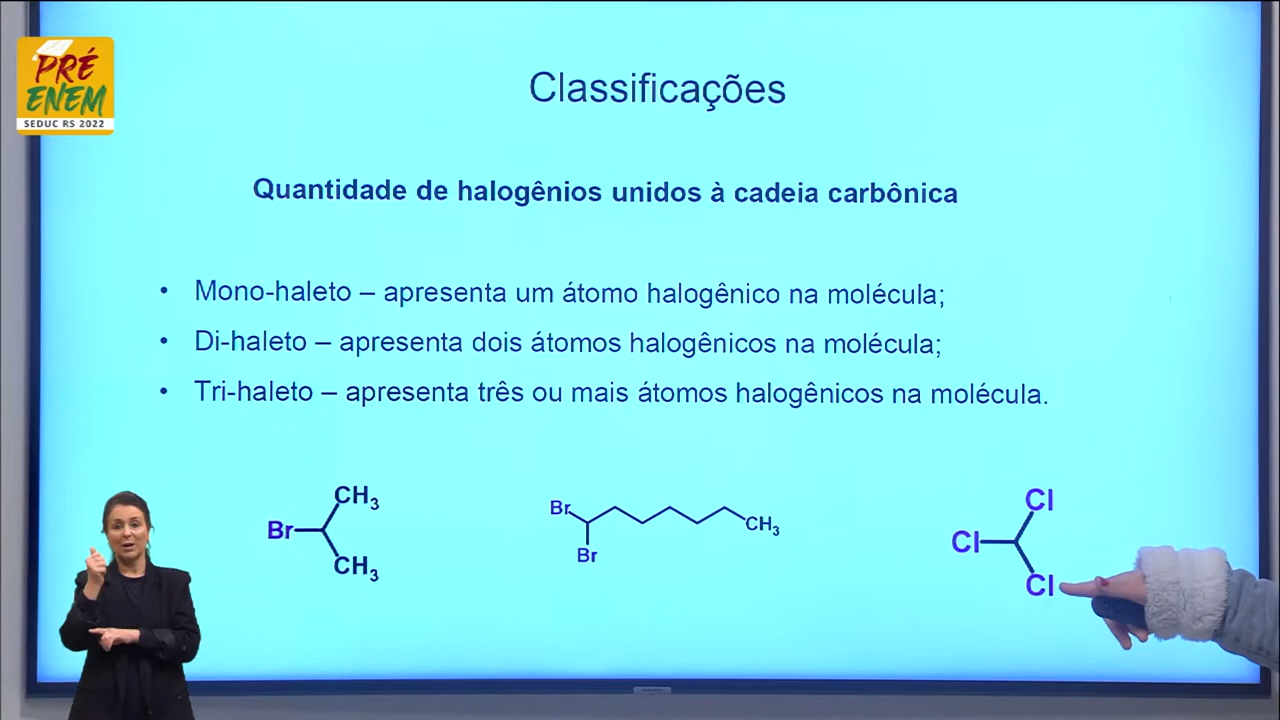 PRÉ
ENEM
SEDUC RS 2022
Classificações
Quantidade de halogênios unidos à cadeia carbônica
• Mono-haleto – apresenta um átomo halogênico na molécula;
• Di-haleto – apresenta dois átomos halogênicos na molécula;
• Tri-haleto – apresenta três ou mais átomos halogênicos na molécula.
CH3
Br
CH3
Br
CH3
Br
Cl
Cl
Cl